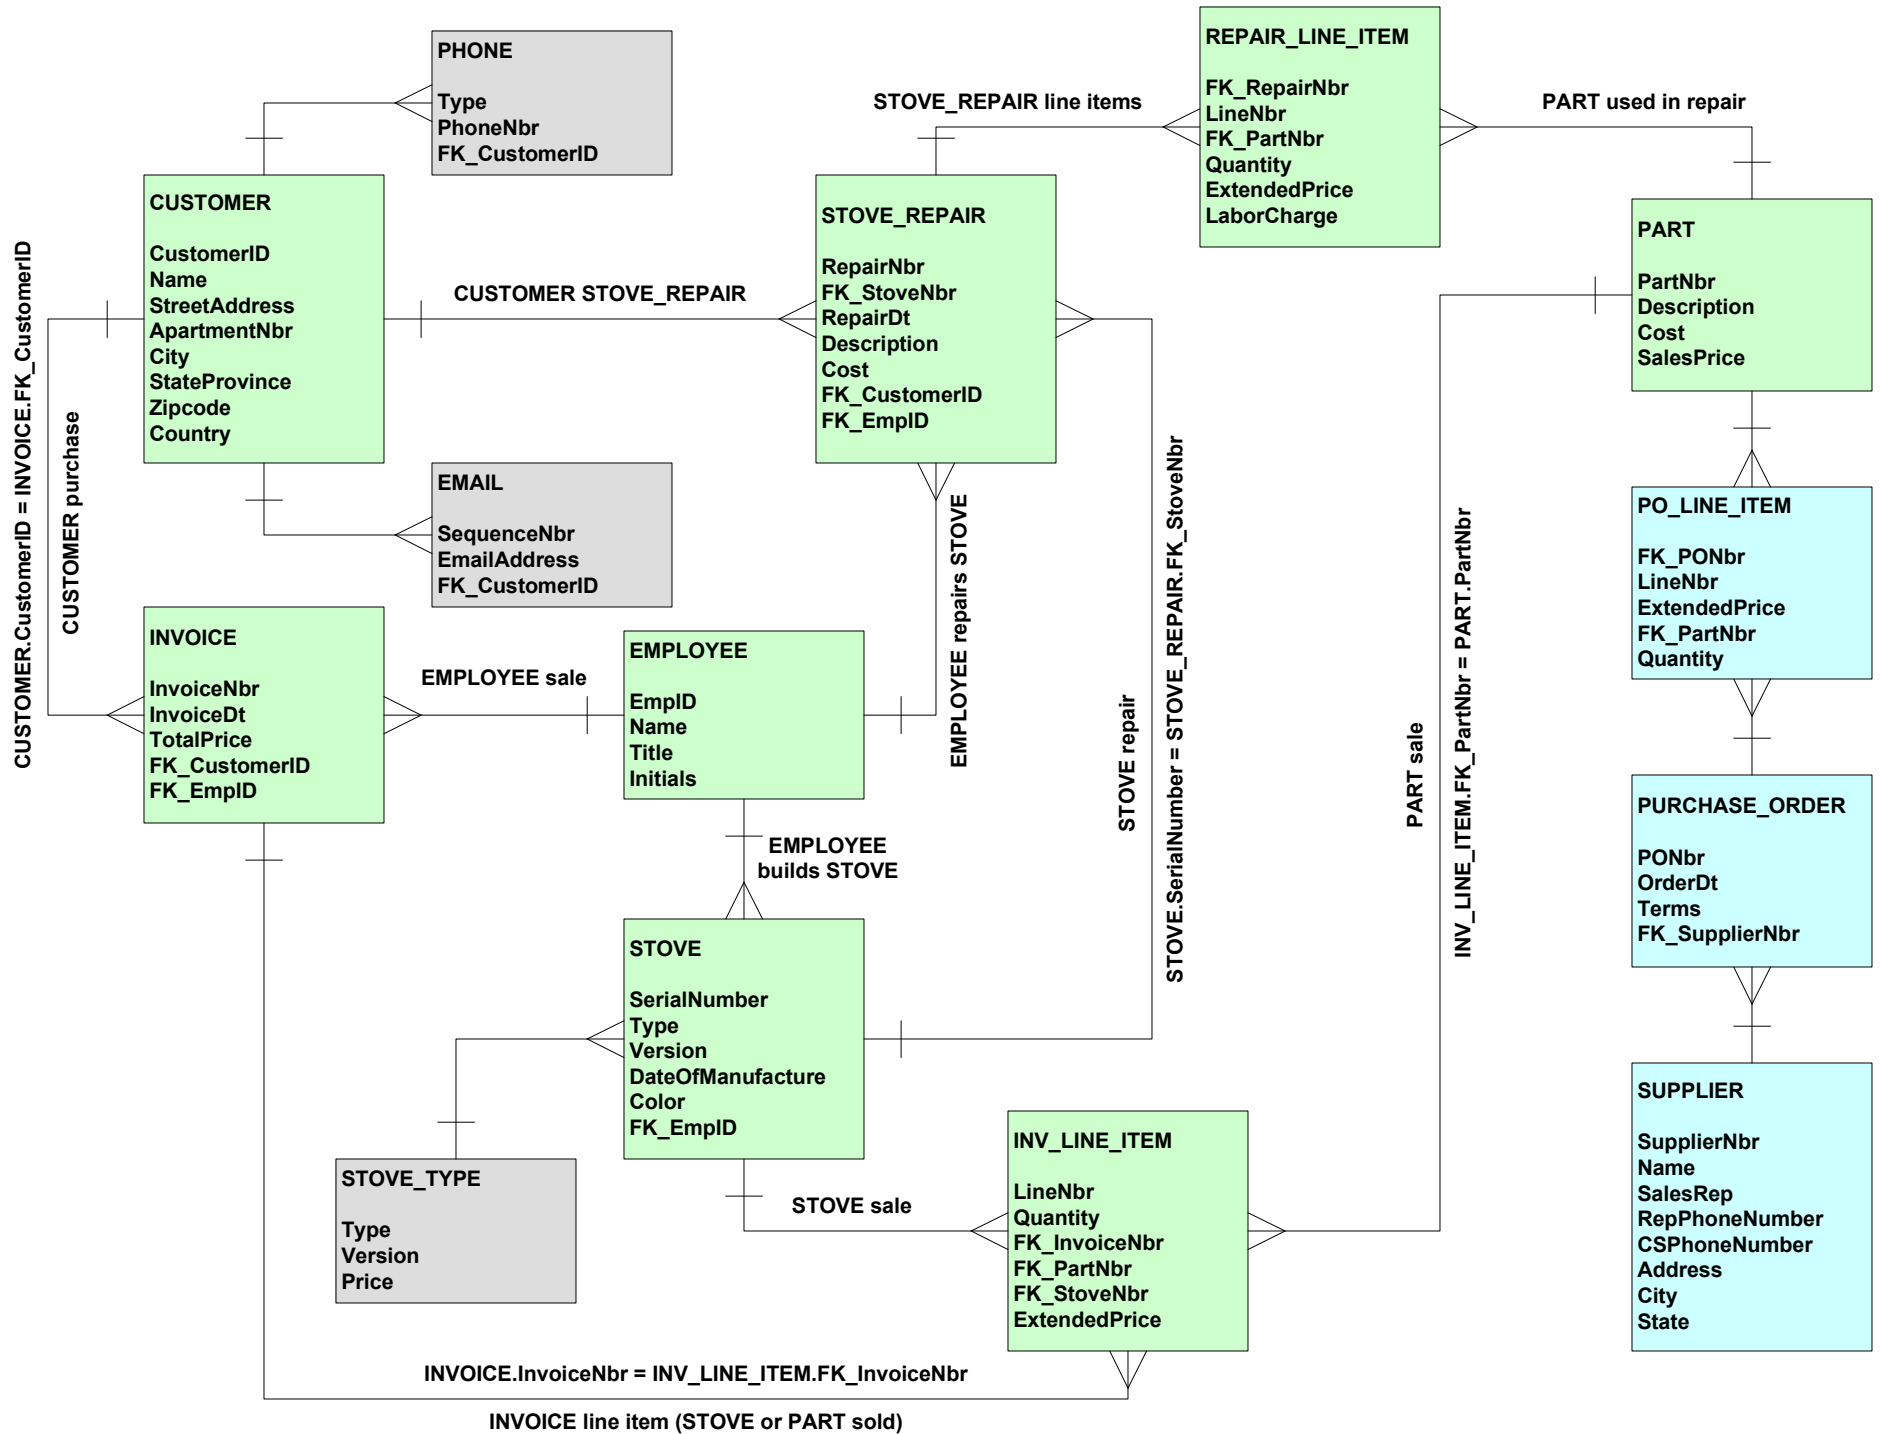 PHONE
Type
PhoneNbr
FK_CustomerID
REPAIR_LINE_ITEM
FK_RepairNbr
LineNbr
FK_PartNbr
Quantity
ExtendedPrice
LaborCharge
STOVE_REPAIR line items
PART used in repair
CUSTOMER
CustomerID
Name
StreetAddress
ApartmentNbr
City
StateProvince
Zipcode
Country
CUSTOMER STOVE_REPAIR
STOVE_REPAIR
RepairNbr
FK_StoveNbr
RepairDt
Description
Cost
FK_CustomerID
FK_EmpID
PART
PartNbr
Description
Cost
SalesPrice
CUSTOMER.CustomerID = INVOICE.FK_CustomerID
CUSTOMER purchase
EMAIL
SequenceNbr
EmailAddress
FK_CustomerID
EMPLOYEE repairs STOVE
STOVE repair
STOVE.SerialNumber = STOVE_REPAIR.FK_StoveNbr
PART sale
INV_LINE_ITEM.FK_PartNbr = PART.PartNbr
PO_LINE_ITEM
FK_PONbr
LineNbr
ExtendedPrice
FK_PartNbr
Quantity
INVOICE
InvoiceNbr
InvoiceDt
TotalPrice
FK_CustomerID
FK_EmpID
EMPLOYEE sale
EMPLOYEE
EmpID
Name
Title
Initials
EMPLOYEE
builds STOVE
PURCHASE_ORDER
PONbr
OrderDt
Terms
FK_SupplierNbr
STOVE
SerialNumber
Type
Version
DateOfManufacture
Color
FK_EmpID
STOVE_TYPE
Type
Version
Price
STOVE sale
INV_LINE_ITEM
LineNbr
Quantity
FK_InvoiceNbr
FK_PartNbr
FK_StoveNbr
ExtendedPrice
SUPPLIER
SupplierNbr
Name
SalesRep
RepPhoneNumber
CSPhoneNumber
Address
City
State
INVOICE.InvoiceNbr = INV_LINE_ITEM.FK_InvoiceNbr
INVOICE line item (STOVE or PART sold)